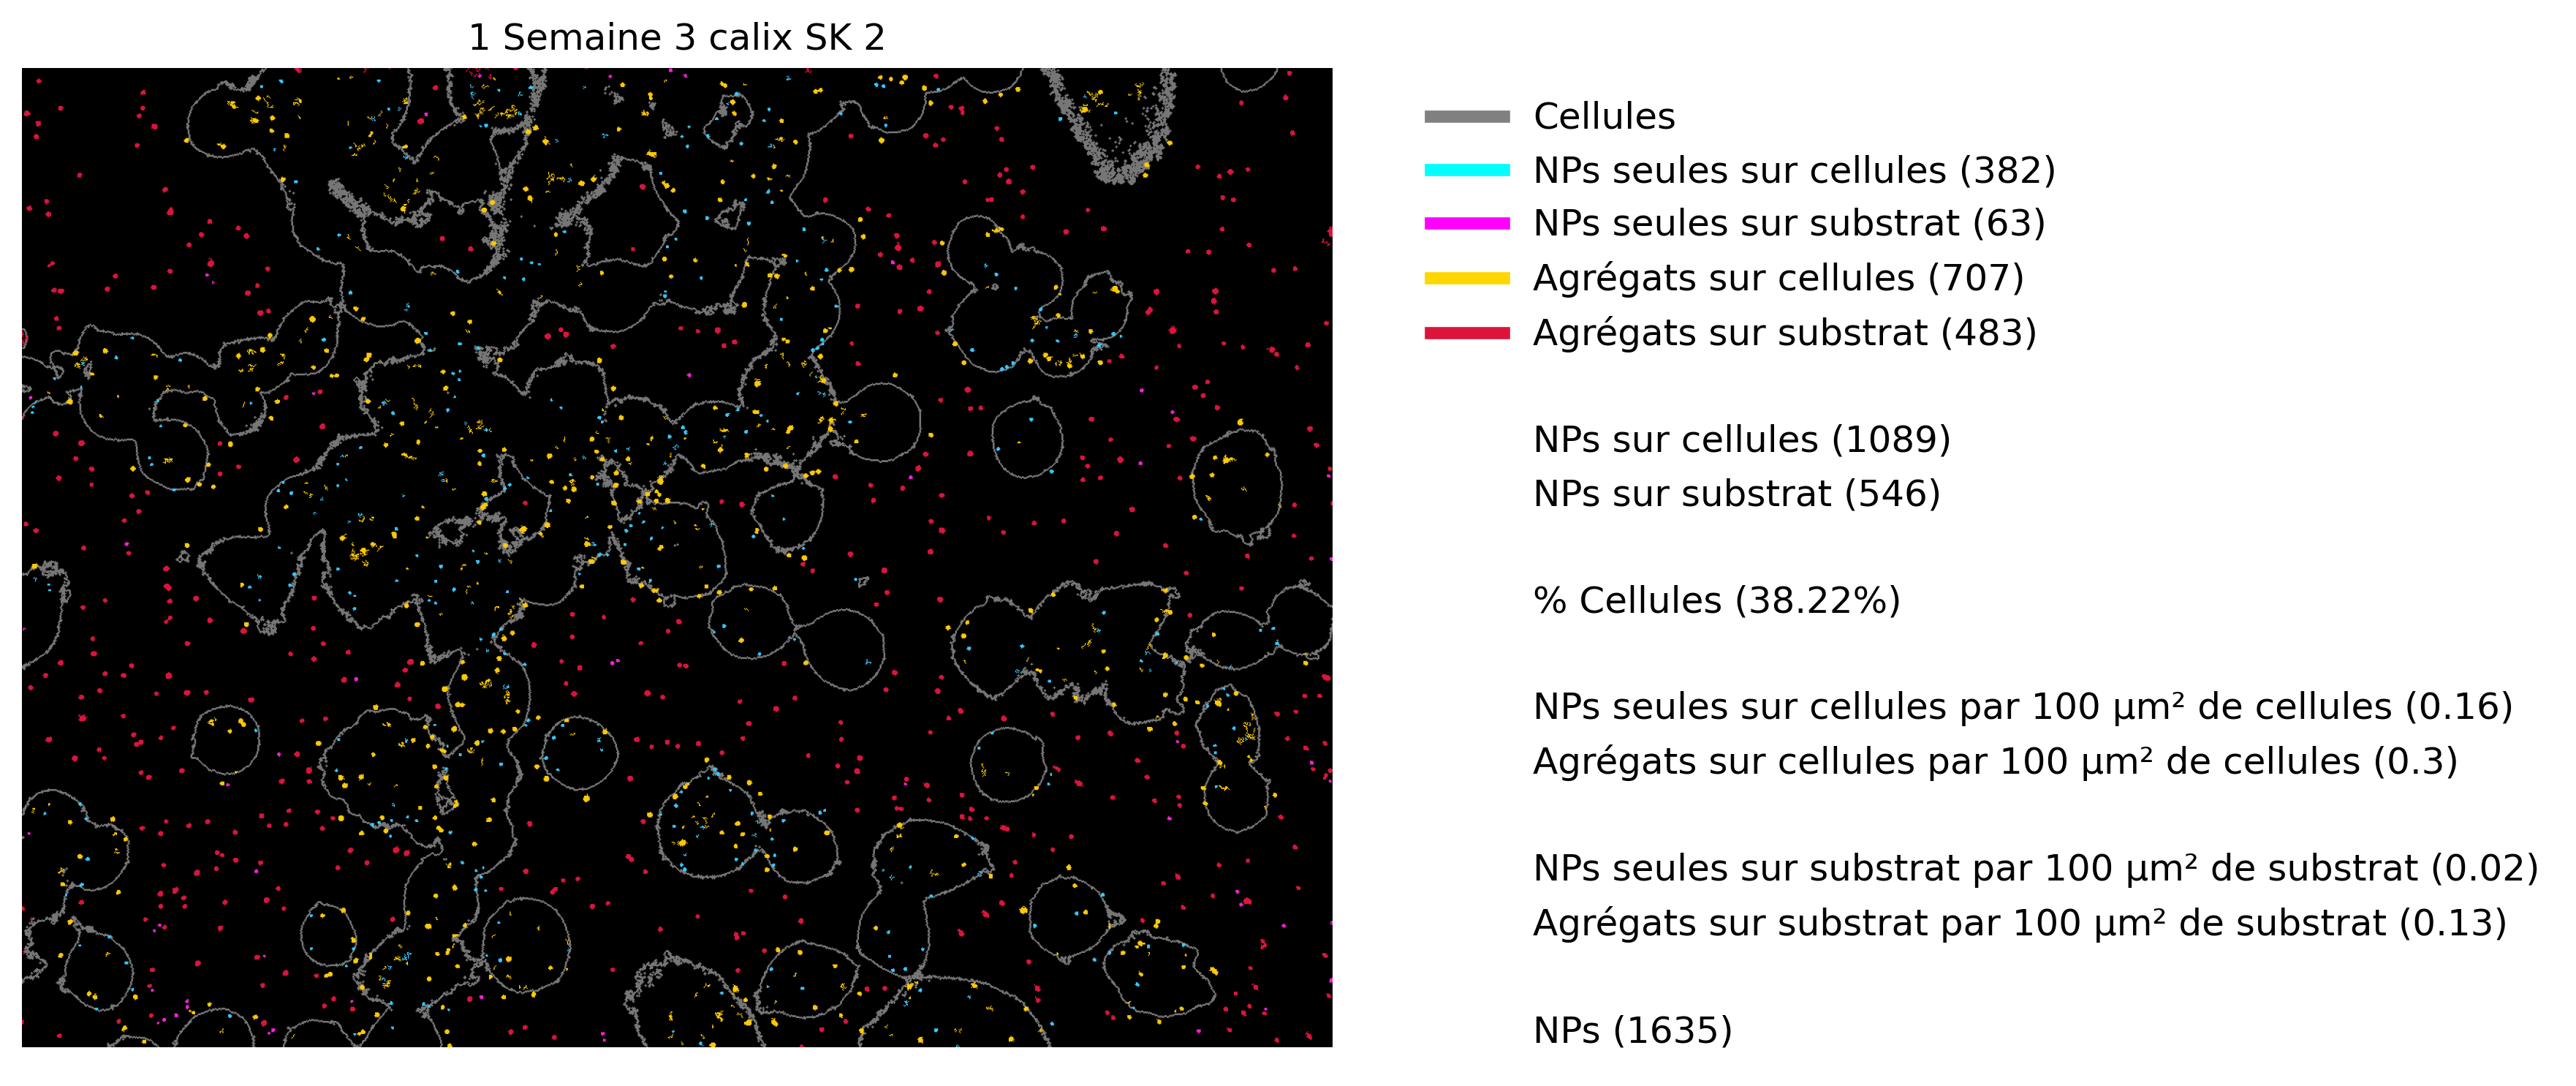 1 Semaine 3 calix SK 2
Cellules
NPs seules sur cellules (382)
NPs seules sur substrat (63)
Agrégats sur cellules (707)
Agrégats sur substrat (483)
NPs sur cellules (1089)
NPs sur substrat (546)
% Cellules (38.22%)
NPs seules sur cellules par 100 µm² de cellules (0.16)
Agrégats sur cellules par 100 µm² de cellules (0.3)
NPs seules sur substrat par 100 µm² de substrat (0.02)
Agrégats sur substrat par 100 µm² de substrat (0.13)
NPs (1635)